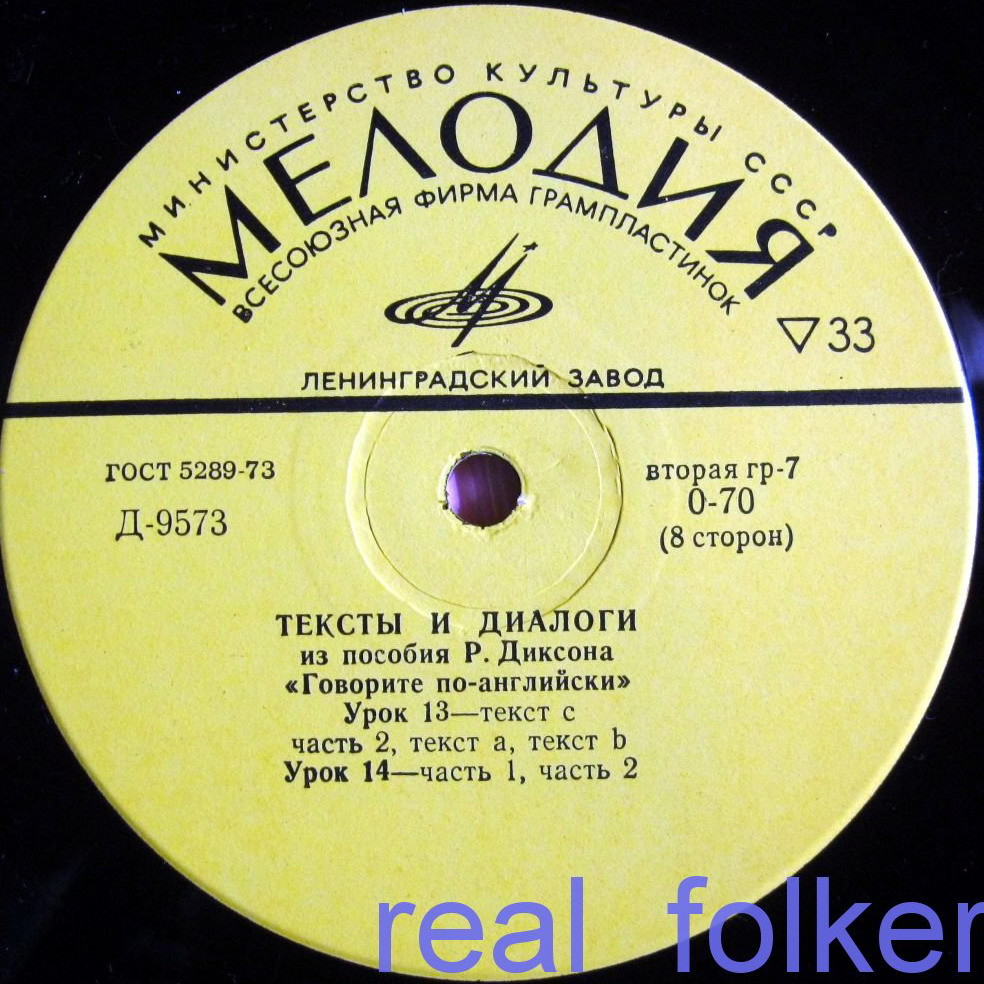 МИНИСТЕРСТВО КУЛЬТУРЫ СССР
МЕЛОДИЯ
ВСЕСОЮЗНАЯ ФИРМА ГРАМПЛАСТИНОК
33
ЛЕНИНГРАДСКИЙ ЗАВОД
ГОСТ 5289-73
Д-9573
вторая гр-7
0-70
(8 сторон)
ТЕКСТЫ И ДИАЛОГИ
из пособия Р. Диксона
«Говорите по-английски»
Урок 13—текст c
часть 2, текст a, текст b
Урок 14—часть 1, часть 2
real folker